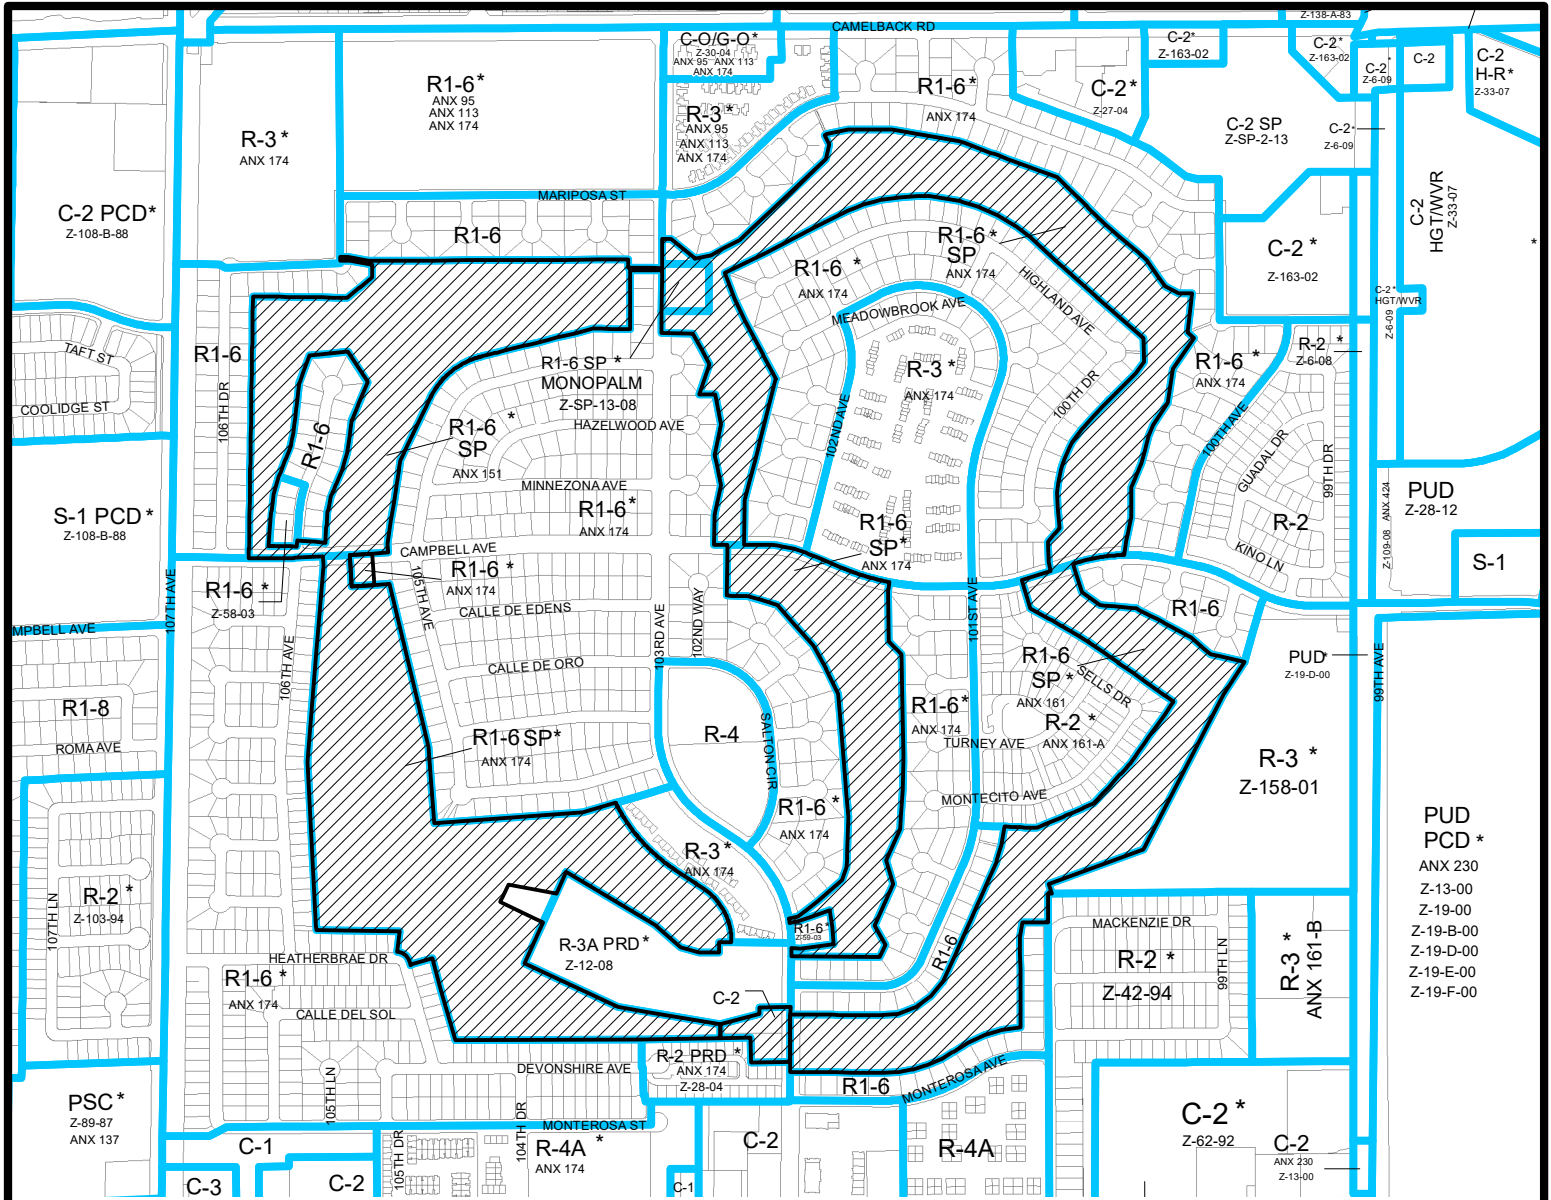 Z-138-A-83
CAMELBACK RD
C-O/G-O*
Z-30-04
ANX 95 ANX 113
ANX 174
C-2*
Z-163-02
C-2*
Z-163-02
C-2*
Z-6-09
C-2
C-2
H-R*
Z-33-07
R1-6*
ANX 95
ANX 113
ANX 174
R1-6*
ANX 174
C-2*
Z-27-04
R-3*
ANX 174
R-3*
ANX 95
ANX 113
ANX 174
C-2 SP
Z-SP-2-13
C-2*
Z-6-09
C-2
HGT/WVR
Z-33-07
*
MARIPOSA ST
C-2 PCD*
Z-108-B-88
R1-6
R1-6*
SP
ANX 174
C-2*
Z-163-02
R1-6 *
ANX 174
HIGHLAND AVE
C-2*
HGT/WVR
Z-6-09
MEADOWBROOK AVE
TAFT ST
R1-6
R1-6 SP *
MONOPALM
Z-SP-13-08
R-3*
ANX 174
R1-6 *
ANX 174
R-2 *
Z-6-08
COOLIDGE ST
106TH DR
R1-6
R1-6 *
SP
ANX 151
HAZELWOOD AVE
102ND AVE
100TH DR
100TH AVE
GUADAL DR
99TH DR
MINNEZONA AVE
R1-6*
ANX 174
S-1 PCD*
Z-108-B-88
R1-6
SP*
ANX 174
R-2
KINO LN
ANX 424
Z-109-08
PUD
Z-28-12
S-1
CAMPBELL AVE
R1-6 *
ANX 174
105TH AVE
107TH AVE
R1-6 *
Z-58-03
CALLE DE EDENS
103RD AVE
102ND WAY
101ST AVE
R1-6
MPBELL AVE
106TH AVE
CALLE DE ORO
R1-6
SP*
ANX 161
SELLS DR
PUD*
Z-19-D-00
99TH AVE
R1-8
ROMA AVE
R1-6 SP*
ANX 174
R-4
SALTON CIR
R1-6*
ANX 174
R-2 *
ANX 161-A
TURNEY AVE
R-3 *
Z-158-01
R1-6*
ANX 174
MONTECITO AVE
PUD
PCD *
ANX 230
Z-13-00
Z-19-00
Z-19-B-00
Z-19-D-00
Z-19-E-00
Z-19-F-00
R-3*
ANX 174
R-2*
Z-103-94
107TH LN
R-3A PRD*
Z-12-08
R1-6*
Z-59-03
R1-6
MACKENZIE DR
R-2 *
Z-42-94
99TH LN
R-3 *
ANX 161-B
HEATHERBRAE DR
R1-6*
ANX 174
CALLE DEL SOL
C-2
R-2 PRD *
ANX 174
Z-28-04
DEVONSHIRE AVE
R1-6
MONTEROSA AVE
105TH LN
PSC*
Z-89-87
ANX 137
MONTEROSA ST
C-1
105TH DR
104TH DR
R-4A *
ANX 174
C-2
R-4A
C-2*
Z-62-92
C-2
ANX 230
Z-13-00
C-3
C-2
C-1